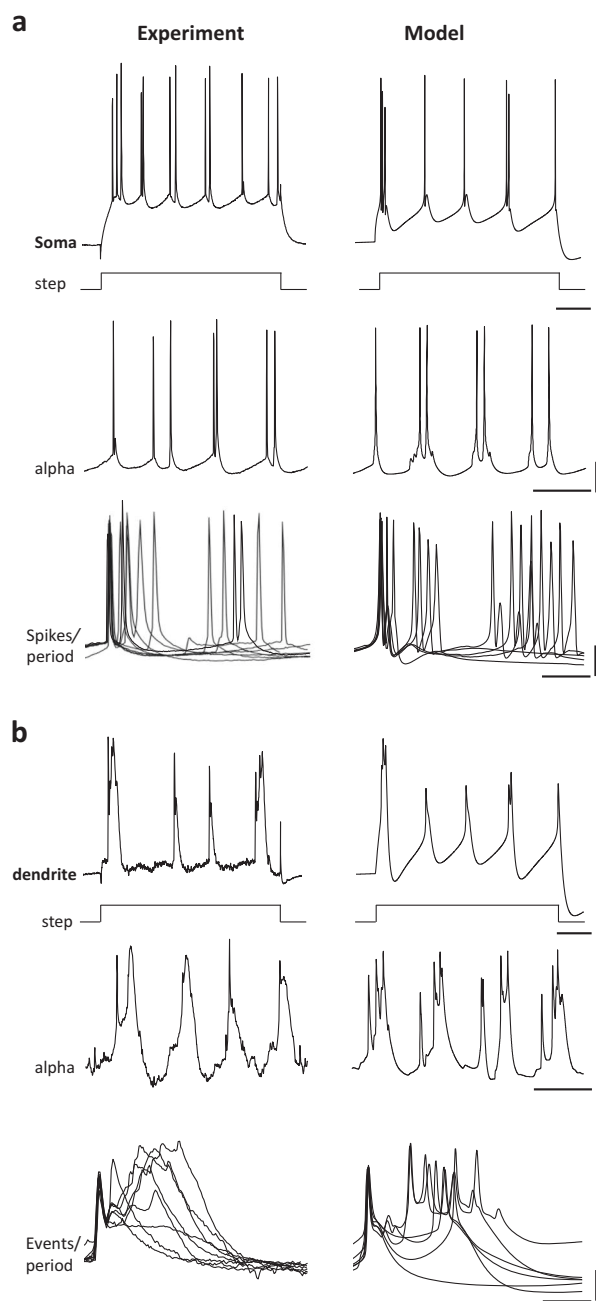 a
Experiment Model
Soma
step
alpha
Spikes/
period
b
dendrite
step
alpha
Events/
period